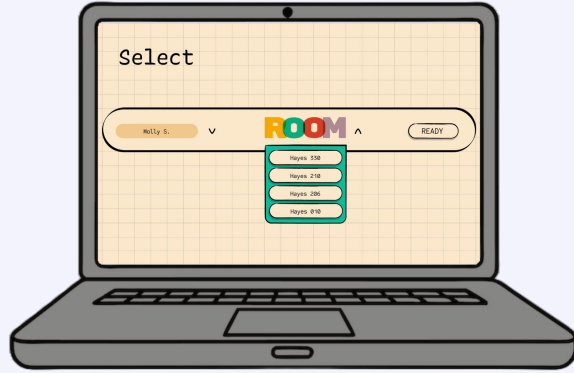 Select
Molly S. v ROOM ^ READY
Hayes 330
Hayes 210
Hayes 206
Hayes 010